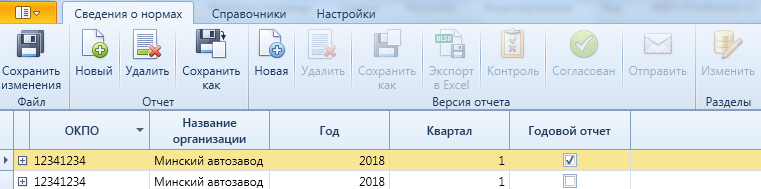 Сведения о нормах Справочники Настройки
Сохранить изменения Новый Удалить Сохранить как Новая Удалить Сохранить как Экспорт в Excel Контроль Согласован Отправить Изменить
Файл Отчет Версия отчета Разделы
ОКПО Название организации Год Квартал Годовой отчет
12341234 Минский автозавод 2018 1
12341234 Минский автозавод 2018 1